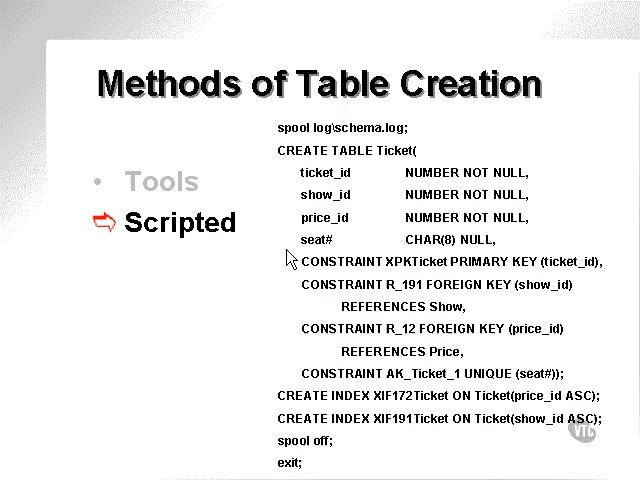 Methods of Table Creation
• Tools
Scripted
spool log\schema.log;
CREATE TABLE Ticket(
ticket_id NUMBER NOT NULL,
show_id NUMBER NOT NULL,
price_id NUMBER NOT NULL,
seat# CHAR(8) NULL,
CONSTRAINT XPKTicket PRIMARY KEY (ticket_id),
CONSTRAINT R_191 FOREIGN KEY (show_id)
REFERENCES Show,
CONSTRAINT R_12 FOREIGN KEY (price_id)
REFERENCES Price,
CONSTRAINT AK_Ticket_1 UNIQUE (seat#));
CREATE INDEX XIF172Ticket ON Ticket(price_id ASC);
CREATE INDEX XIF191Ticket ON Ticket(show_id ASC);
spool off;
exit;
VTC